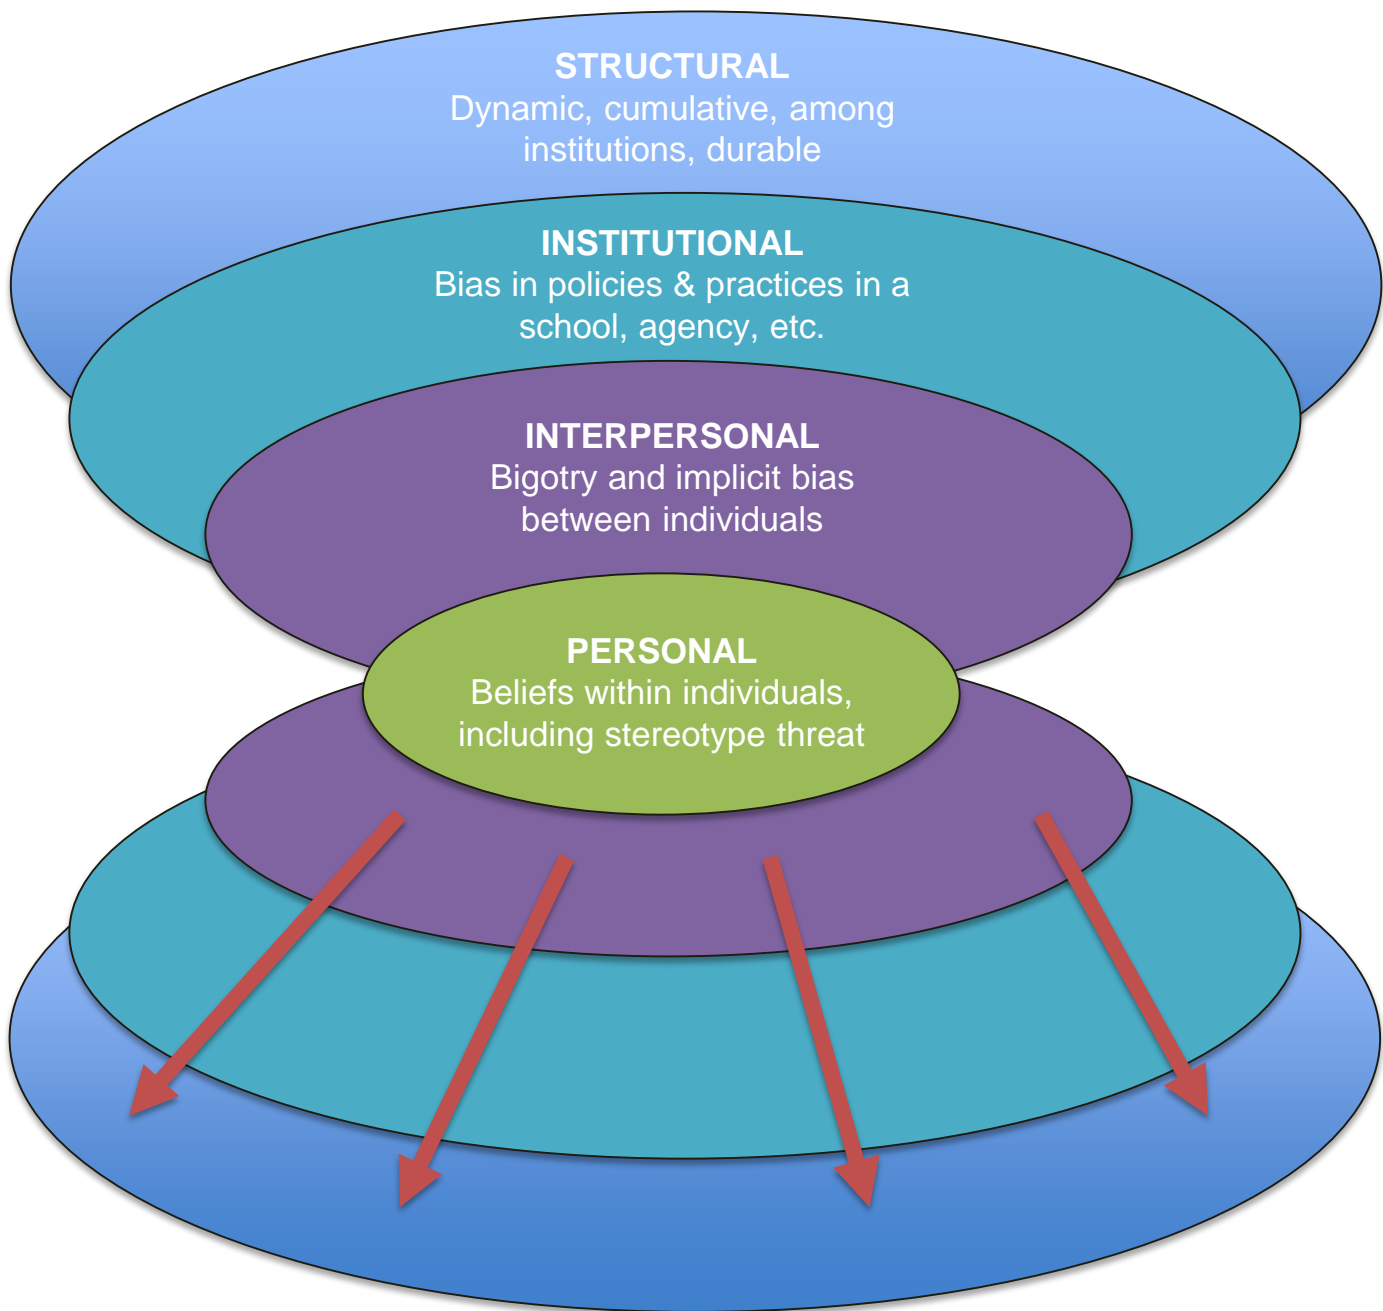 STRUCTURAL
Dynamic, cumulative, among
institutions, durable
INSTITUTIONAL
Bias in policies & practices in a
school, agency, etc.
INTERPERSONAL
Bigotry and implicit bias
between individuals
PERSONAL
Beliefs within individuals,
including stereotype threat